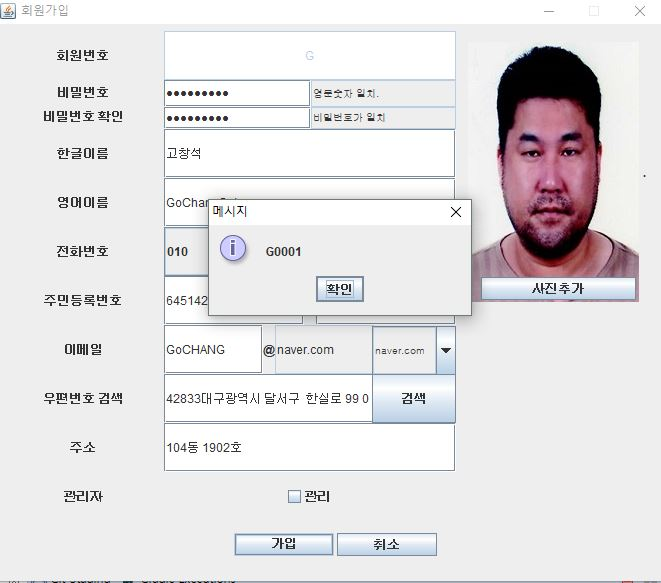 회원가입
회원번호
G
비밀번호
●●●●●●●●● 영문숫자 일치.
비밀번호 확인
●●●●●●●●● 비밀번호가 일치
한글이름
고창석
영어이름
메시지
G0001
확인
전화번호
010
주민등록번호
645142
사진추가
이메일
GoCHANG @ naver.com naver.com
우편번호 검색
42833대구광역시 달서구 한실로 99 0
검색
주소
104동 1902호
관리자
관리
가입 취소